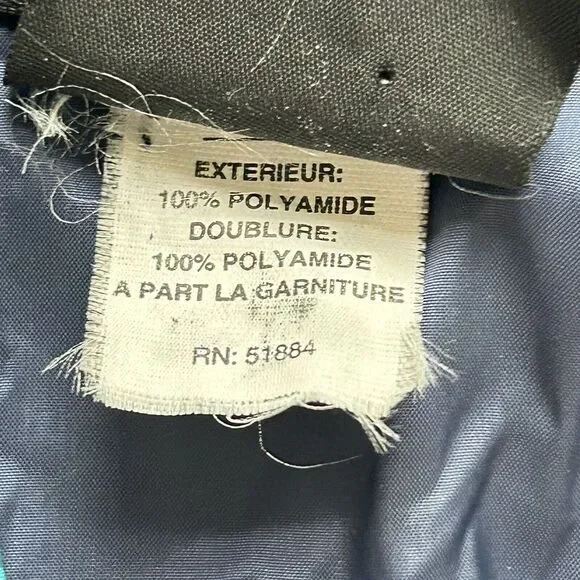 EXTERIEUR:
100% POLYAMIDE
DOUBLURE:
100% POLYAMIDE
A PART LA GARNITURE
RN: 51884